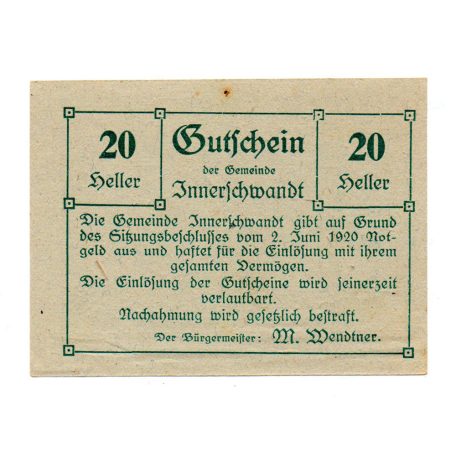 20
Heller
Gutschein
der Gemeinde
Innerschwandt
20
Heller
Die Gemeinde Innerschwandt gibt auf Grund
des Sitzungsbeschlusses vom 2. Juni 1920 Not-
geld aus und haftet für die Einlösung mit ihrem
gesamten Vermögen.
Die Einlösung der Gutscheine wird seinerzeit
verlautbart.
Nachahmung wird gesetzlich bestraft.
Der Bürgermeister: M. Wendtner.